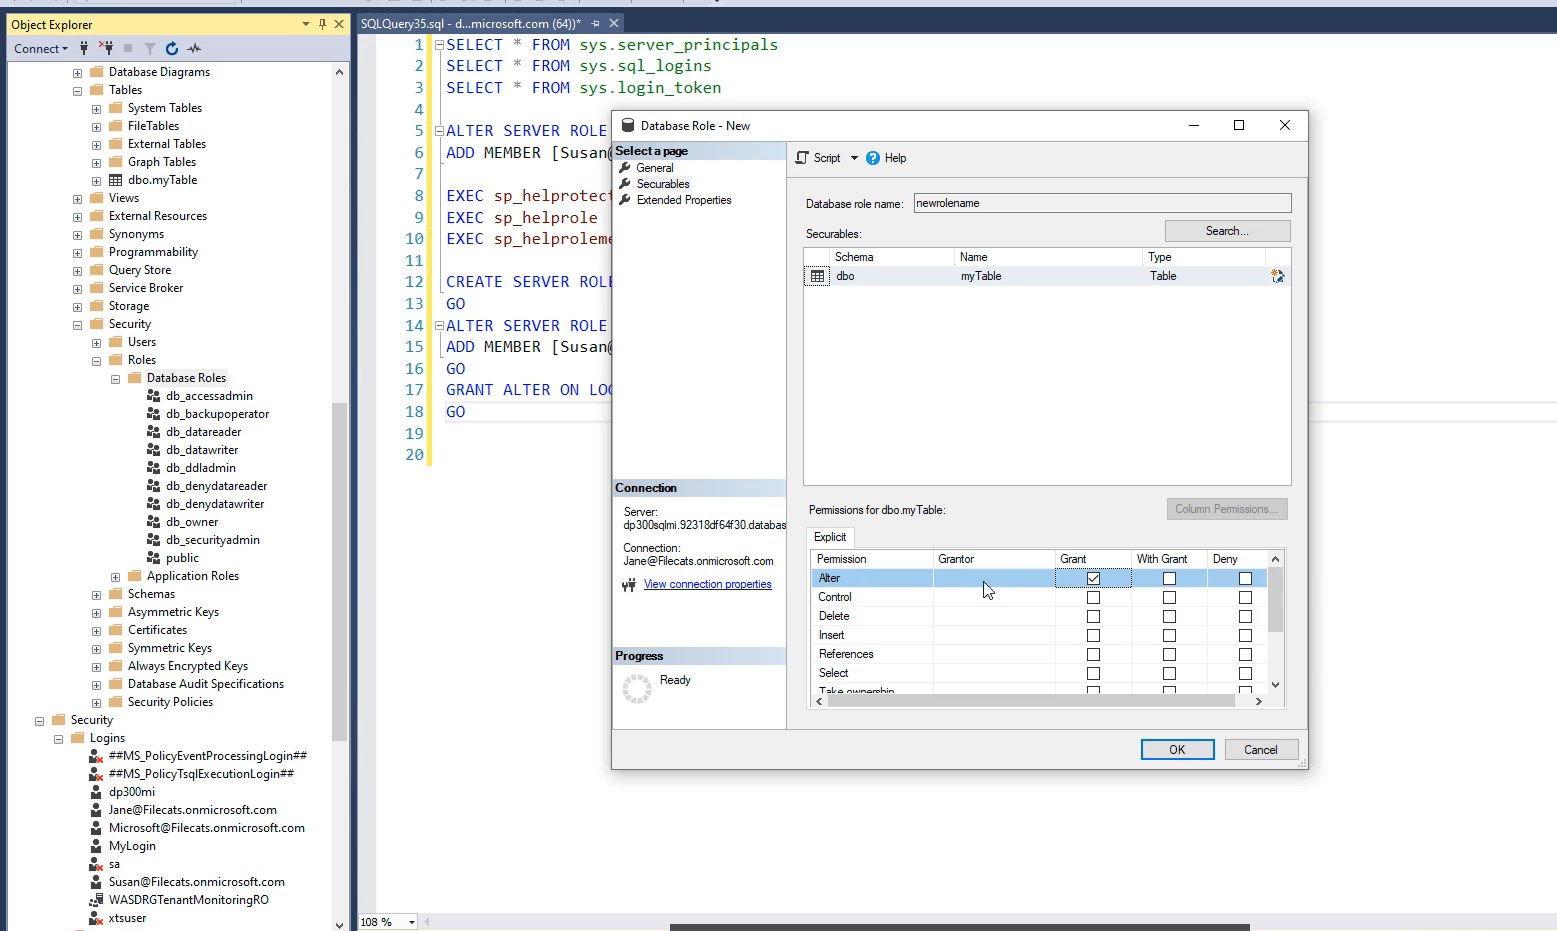 Object Explorer
Connect
Database Diagrams
Tables
System Tables
FileTables
External Tables
Graph Tables
dbo.myTable
Views
External Resources
Synonyms
Programmability
Query Store
Service Broker
Storage
Security
Users
Roles
Database Roles
db_accessadmin
db_backupoperator
db_datareader
db_datawriter
db_ddladmin
db_denydatareader
db_denydatawriter
db_owner
db_securityadmin
public
Application Roles
Schemas
Asymmetric Keys
Certificates
Symmetric Keys
Always Encrypted Keys
Database Audit Specifications
Security Policies
Security
Logins
##MS_PolicyEventProcessingLogin##
##MS_PolicyTsqlExecutionLogin##
dp300mi
Jane@Filecats.onmicrosoft.com
Microsoft@Filecats.onmicrosoft.com
MyLogin
sa
Susan@Filecats.onmicrosoft.com
WASDRGTenantMonitoringRO
xtsuser
SQLQuery35.sql - d...microsoft.com (64))*
1 SELECT * FROM sys.server_principals
2 SELECT * FROM sys.sql_logins
3 SELECT * FROM sys.login_token
4
5 ALTER SERVER ROLE
6 ADD MEMBER [Susan@
7
8 EXEC sp_helprotect
9 EXEC sp_helprole
10 EXEC sp_helproleme
11
12 CREATE SERVER ROLE
13 GO
14 ALTER SERVER ROLE
15 ADD MEMBER [Susan@
16 GO
17 GRANT ALTER ON LOG
18 GO
19
20
108 %
Database Role - New
Select a page
General
Securables
Extended Properties
Connection
Server:
dp300sqlmi.92318df64f30.databas
Connection:
Jane@Filecats.onmicrosoft.com
View connection properties
Progress
Ready
Script Help
Database role name: newrolename
Securables: Search...
Schema Name Type
dbo myTable Table
Permissions for dbo.myTable: Column Permissions...
Explicit
Permission Grantor Grant With Grant Deny
Alter
Control
Delete
Insert
References
Select
Take ownership
OK Cancel